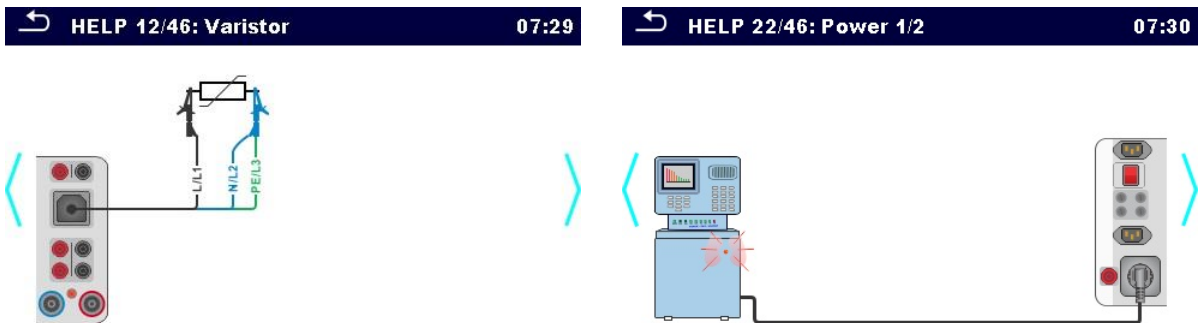 HELP 12/46: Varistor 07:29
L/L1
N/L2
PE/L3
HELP 22/46: Power 1/2 07:30